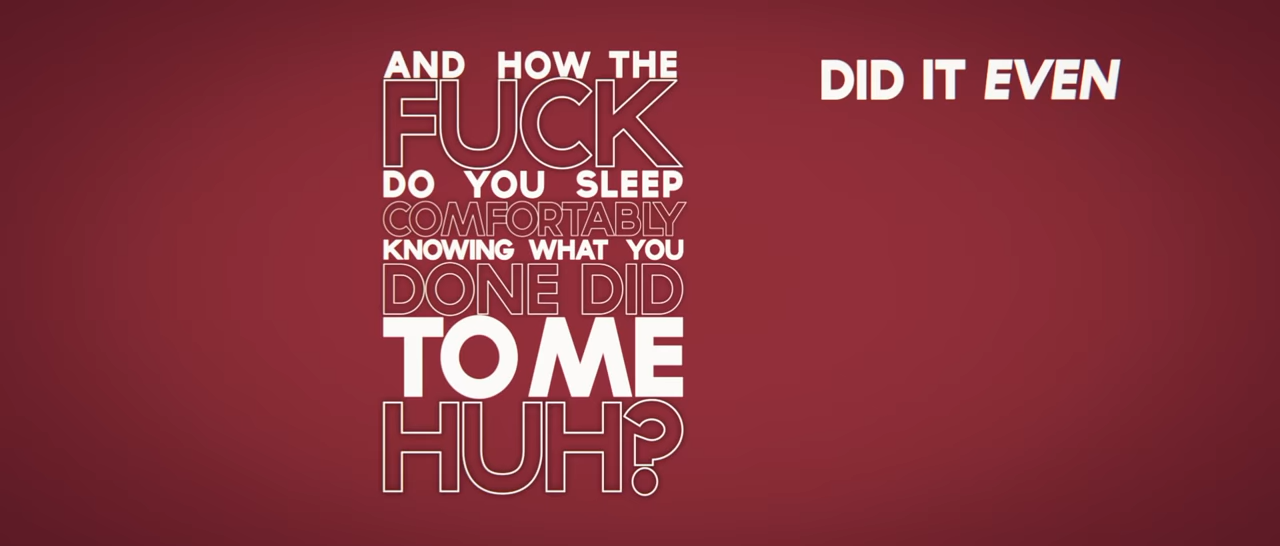 AND HOW THE
FUCK
DO YOU SLEEP
COMFORTABLY
KNOWING WHAT YOU
DONE DID
TO ME
HUH?
DID IT EVEN